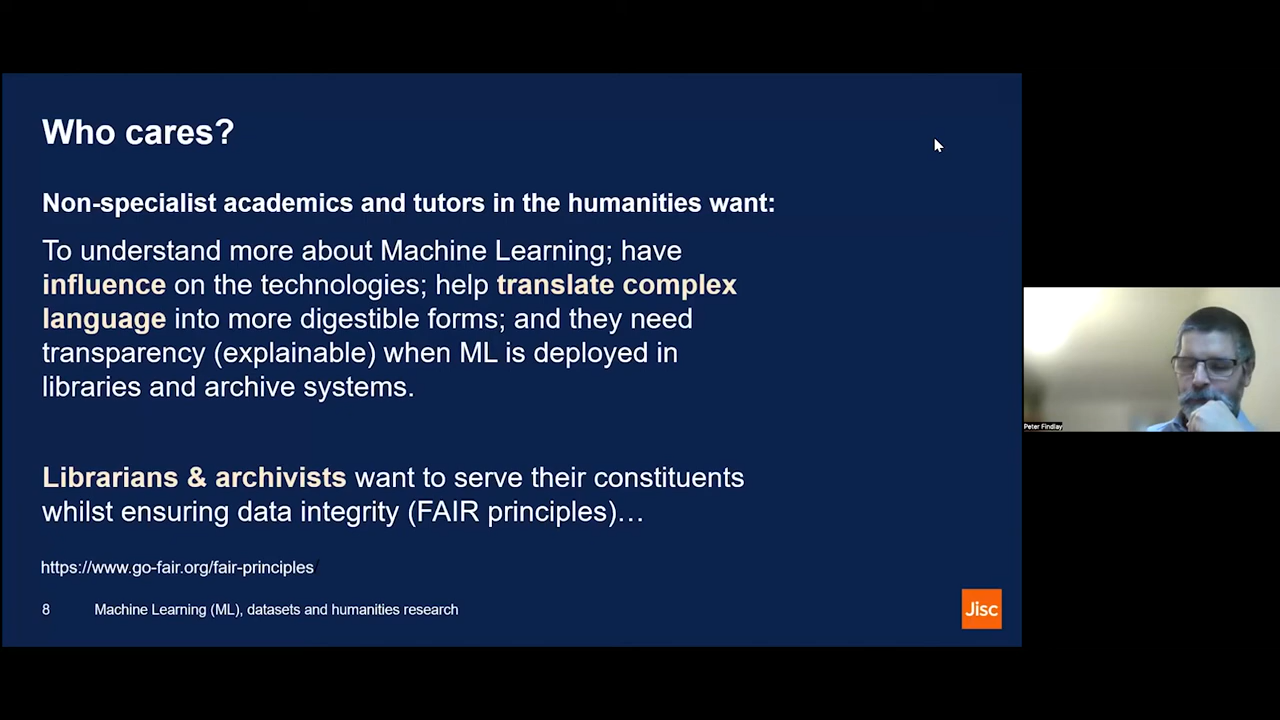 Who cares?
Non-specialist academics and tutors in the humanities want:
To understand more about Machine Learning; have
influence on the technologies; help translate complex
language into more digestible forms; and they need
transparency (explainable) when ML is deployed in
libraries and archive systems.
Librarians & archivists want to serve their constituents
whilst ensuring data integrity (FAIR principles)…
https://www.go-fair.org/fair-principles/
8 Machine Learning (ML), datasets and humanities research
Jisc
Peter Findlay